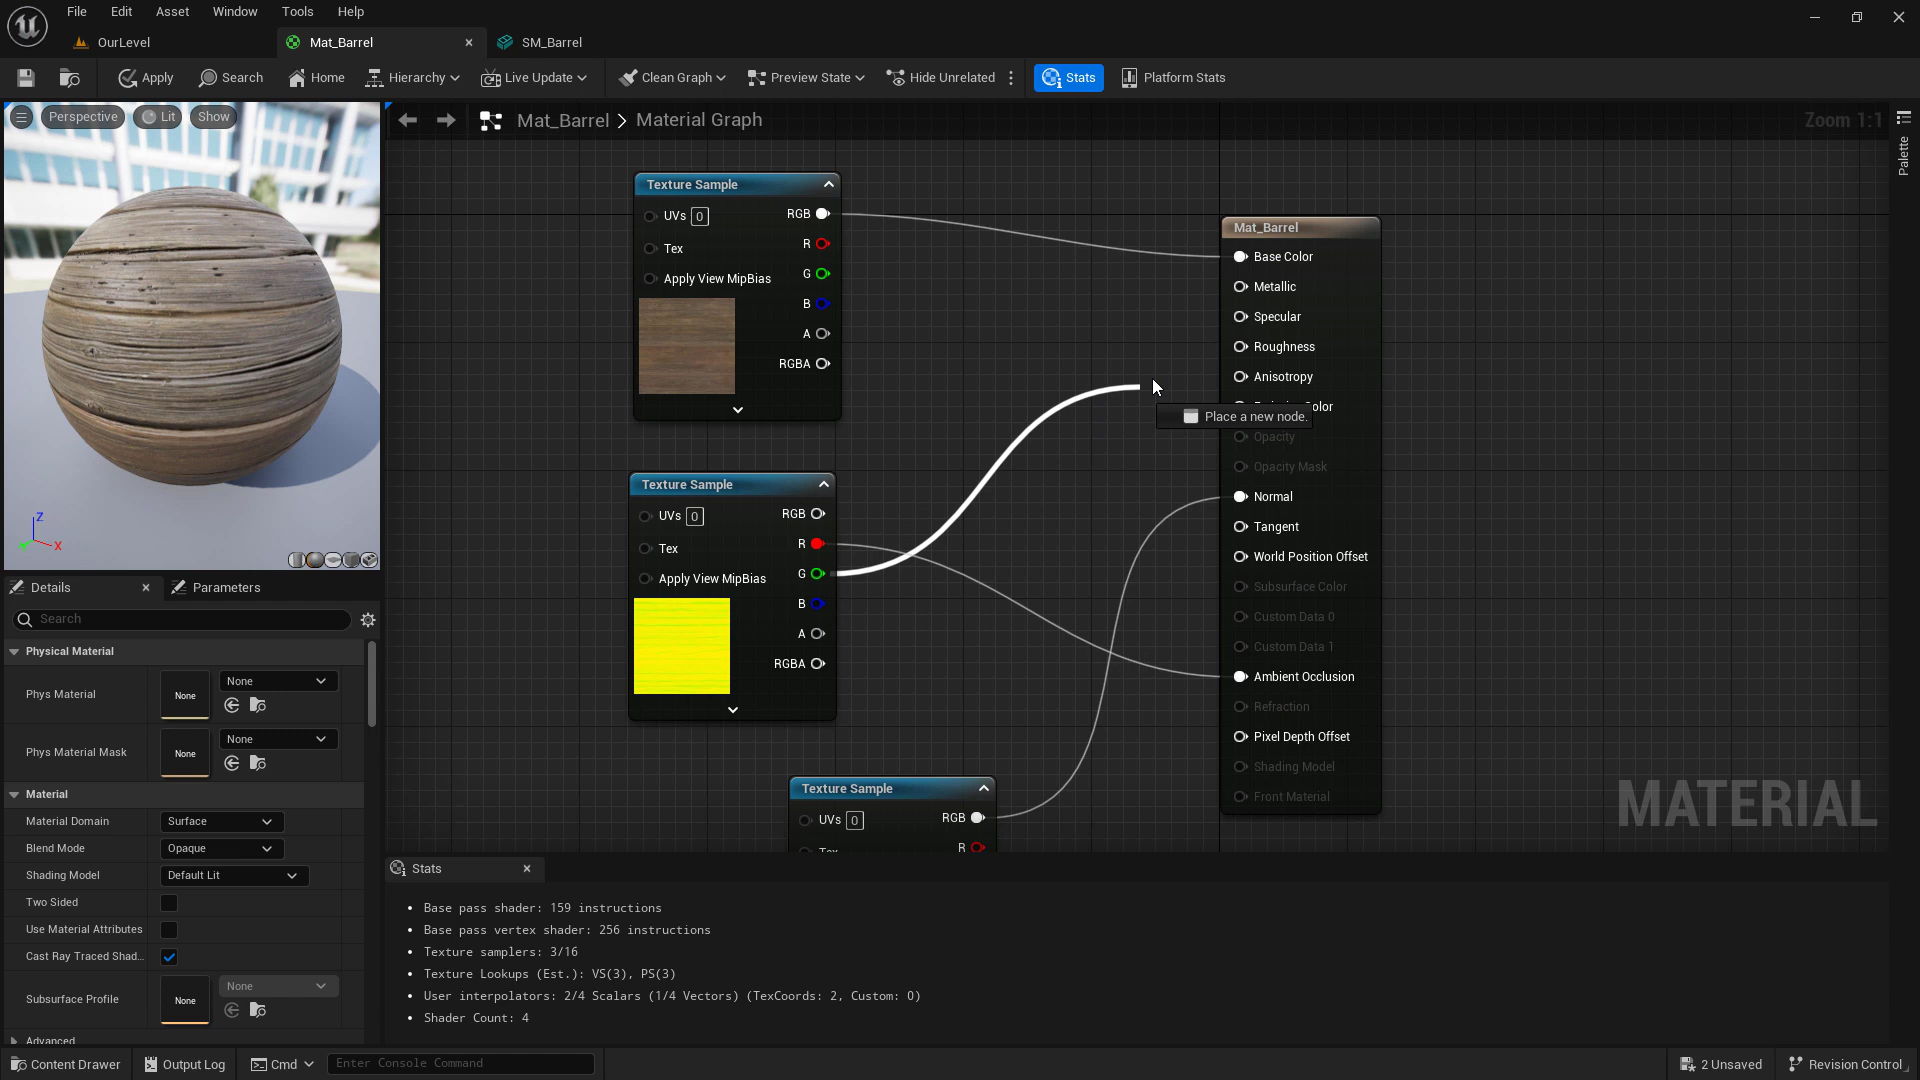 File Edit Asset Window Tools Help
OurLevel Mat_Barrel SM_Barrel
Apply Search Home Hierarchy Live Update Clean Graph Preview State Hide Unrelated Stats Platform Stats
Perspective Lit Show
Mat_Barrel > Material Graph
Zoom 1:1
Palette
Texture Sample
UVs 0 RGB
R
Tex
G
Apply View MipBias
B
A
RGBA
Texture Sample
UVs 0 RGB
R
Tex
G
Apply View MipBias
B
A
RGBA
Texture Sample
UVs 0 RGB
R
Tex
Mat_Barrel
Base Color
Metallic
Specular
Roughness
Anisotropy
Color
Place a new node.
Opacity
Opacity Mask
Normal
Tangent
World Position Offset
Subsurface Color
Custom Data 0
Custom Data 1
Ambient Occlusion
Refraction
Pixel Depth Offset
Shading Model
Front Material
MATERIAL
Z
X
Details Parameters
Search
Physical Material
Phys Material None None
Phys Material Mask None None
Material
Material Domain Surface
Blend Mode Opaque
Shading Model Default Lit
Two Sided
Use Material Attributes
Cast Ray Traced Shad...
Subsurface Profile None None
Advanced
Stats
Base pass shader: 159 instructions
Base pass vertex shader: 256 instructions
Texture samplers: 3/16
Texture Lookups (Est.): VS(3), PS(3)
User interpolators: 2/4 Scalars (1/4 Vectors) (TexCoords: 2, Custom: 0)
Shader Count: 4
Content Drawer Output Log Cmd Enter Console Command 2 Unsaved Revision Control